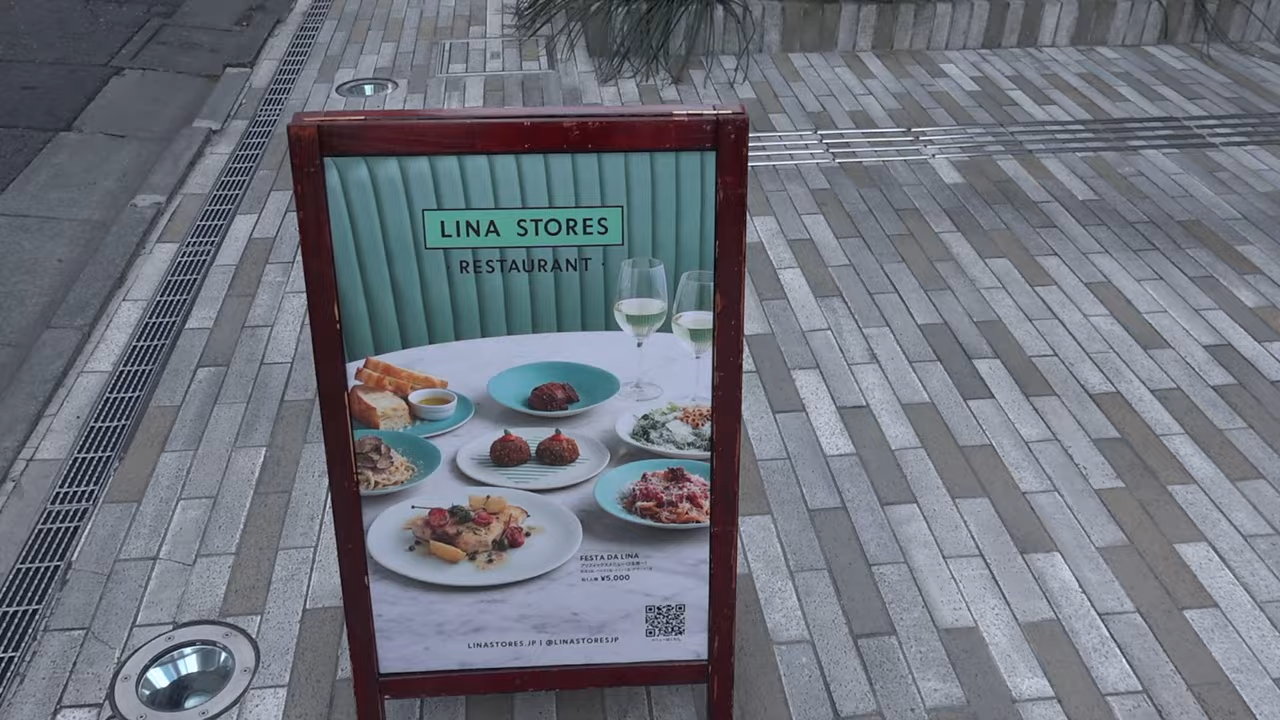 LINA STORES
· RESTAURANT ·
FESTA DA LINA
¥5,000
LINASTORES.JP | @LINASTORESJP